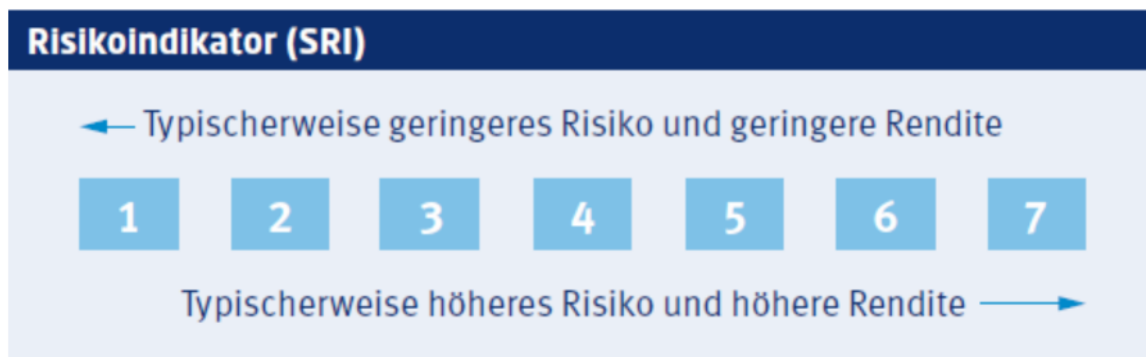 Risikoindikator (SRI)
Typischerweise geringeres Risiko und geringere Rendite
1 2 3 4 5 6 7
Typischerweise höheres Risiko und höhere Rendite